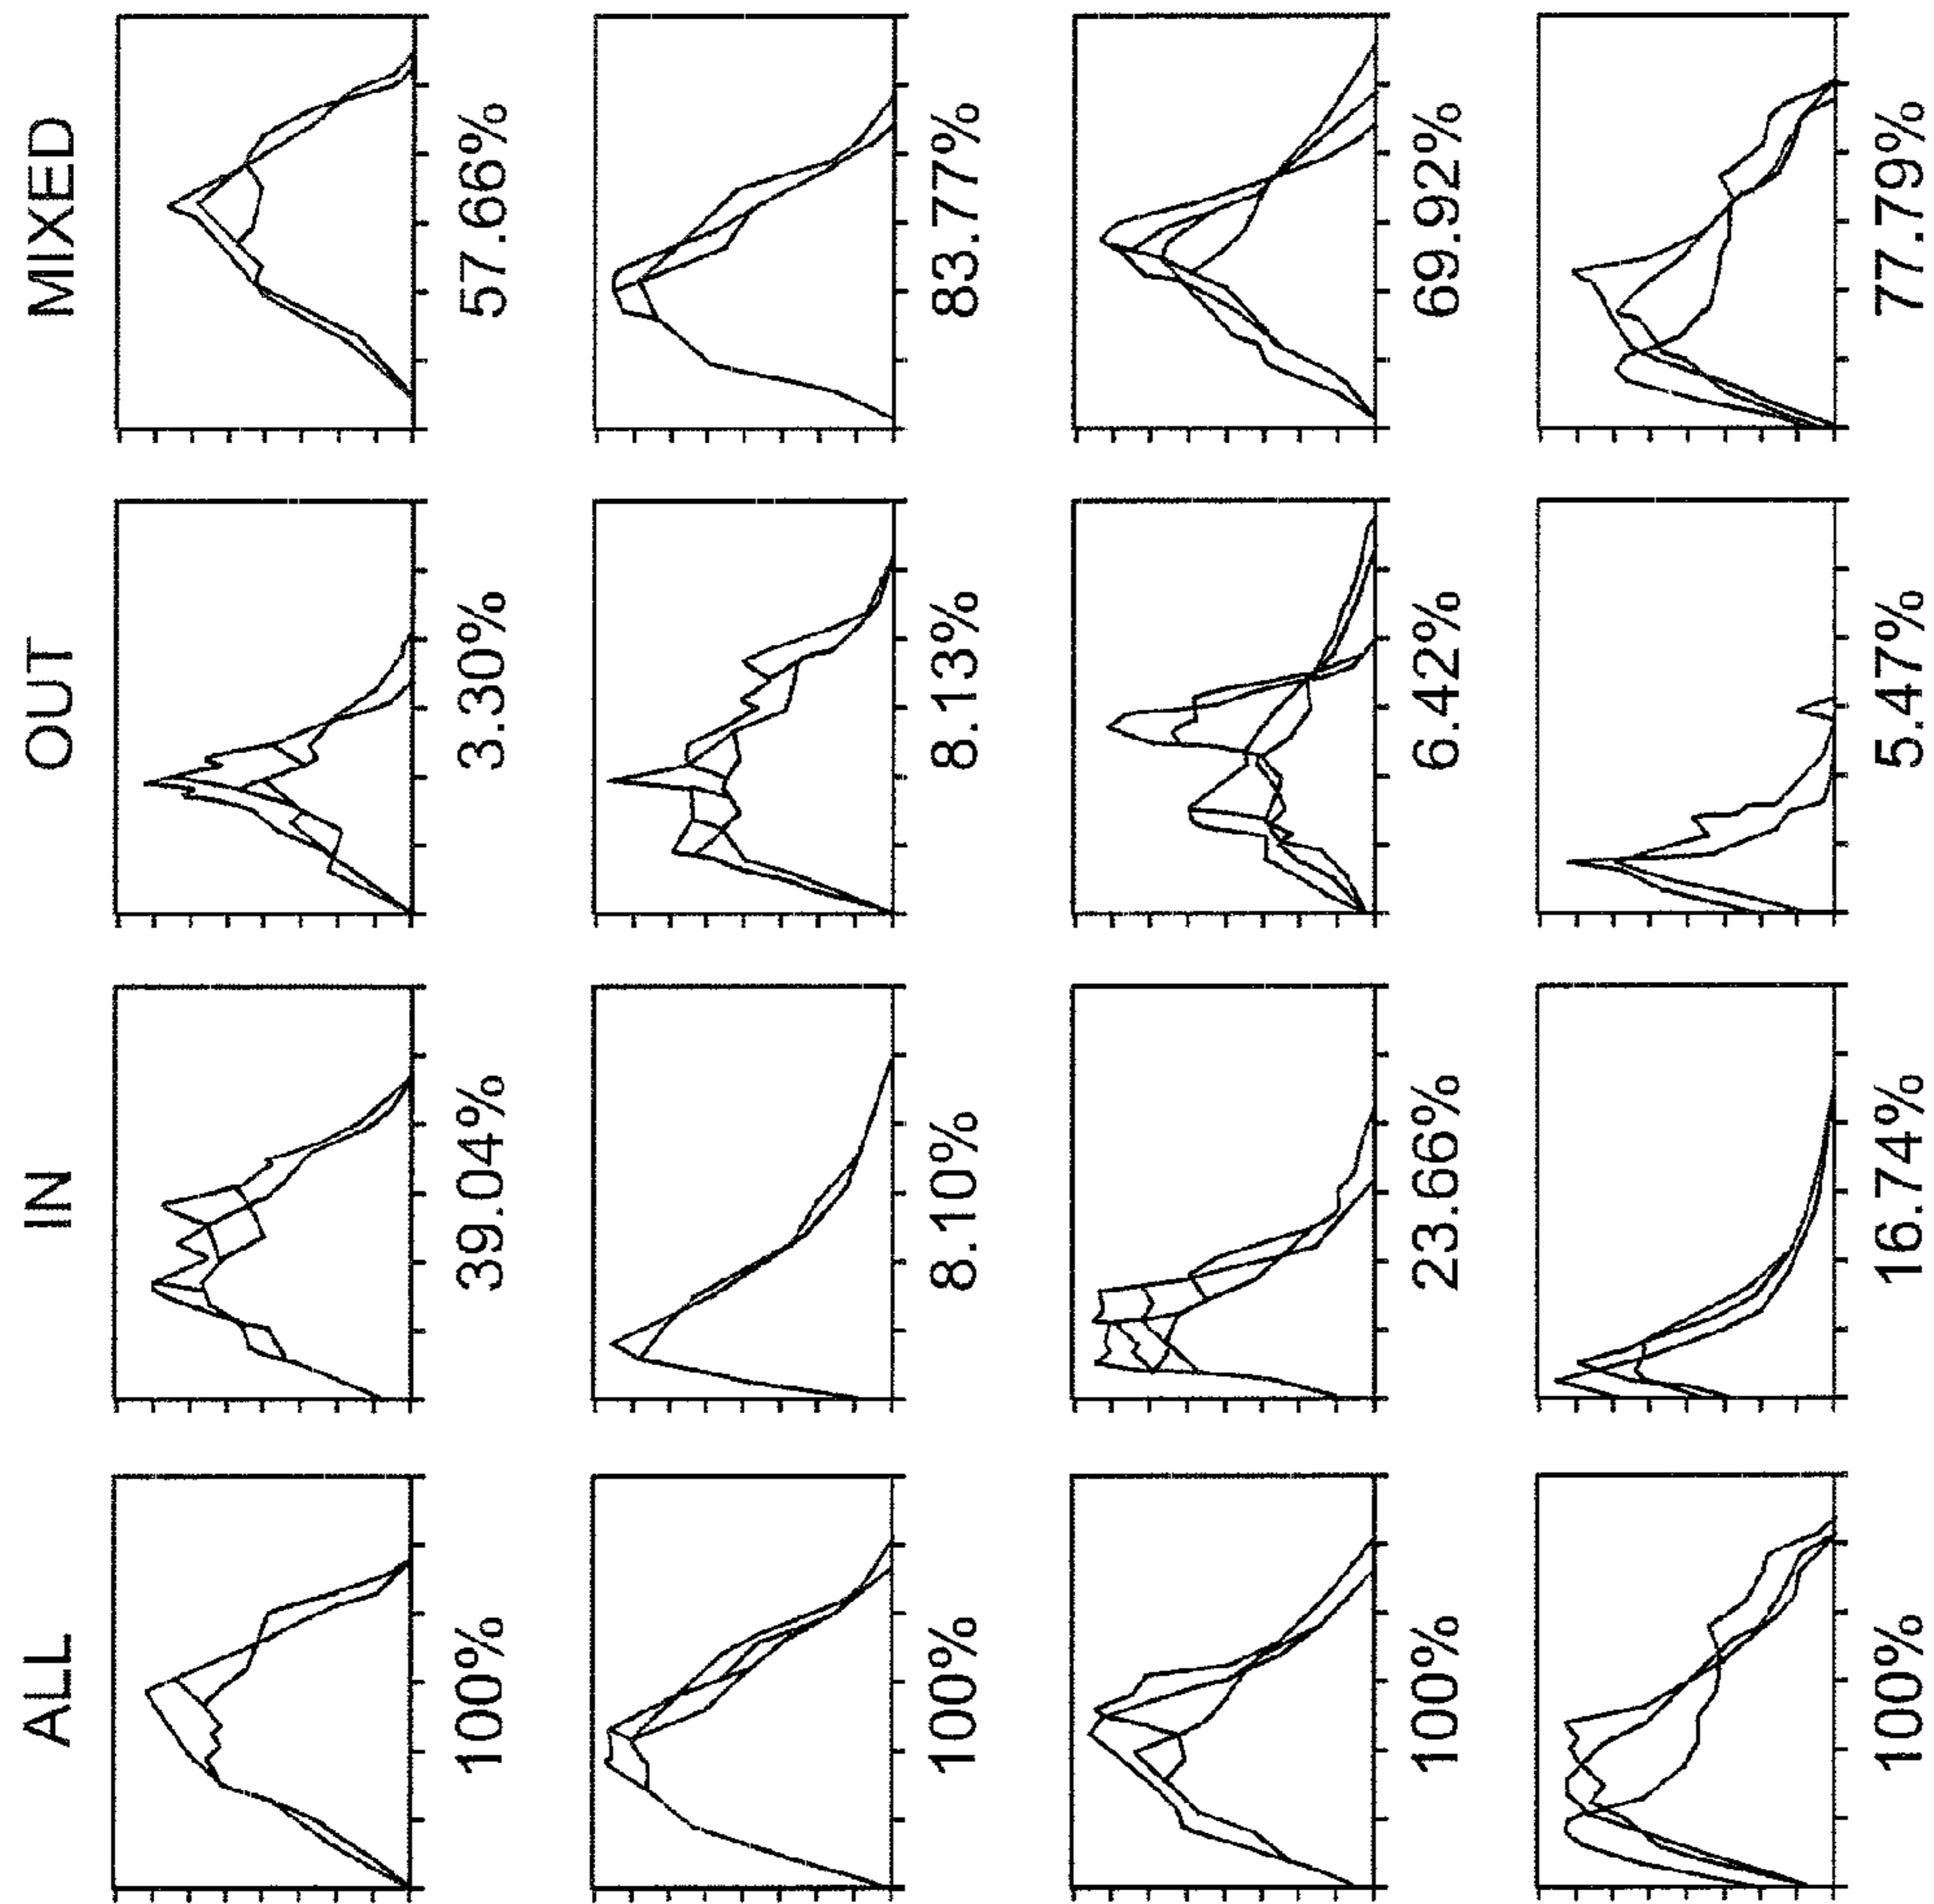 ALL IN OUT MIXED
100% 39.04% 3.30% 57.66%
100% 8.10% 8.13% 83.77%
100% 23.66% 6.42% 69.92%
100% 16.74% 5.47% 77.79%